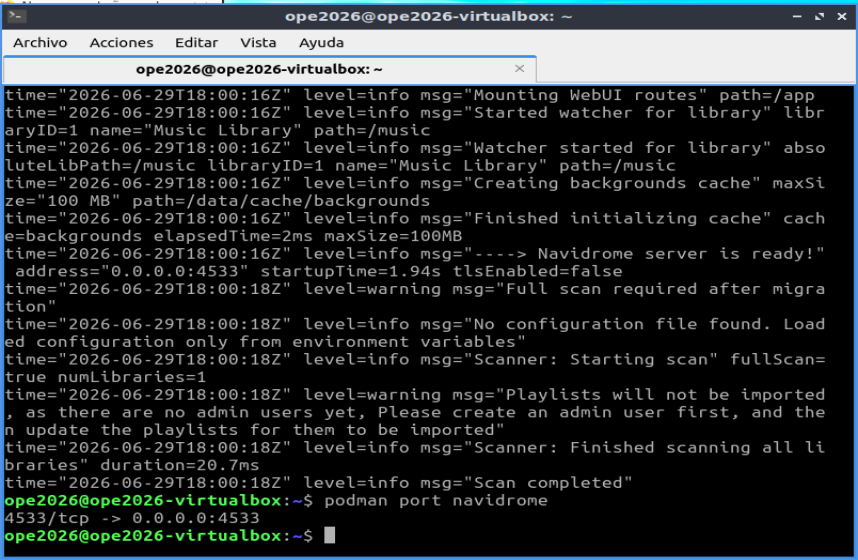 ope2026@ope2026-virtualbox: ~
Archivo Acciones Editar Vista Ayuda
ope2026@ope2026-virtualbox: ~
time="2026-06-29T18:00:16Z" level=info msg="Mounting WebUI routes" path=/app
time="2026-06-29T18:00:16Z" level=info msg="Started watcher for library" libr
aryID=1 name="Music Library" path=/music
time="2026-06-29T18:00:16Z" level=info msg="Watcher started for library" abso
luteLibPath=/music libraryID=1 name="Music Library" path=/music
time="2026-06-29T18:00:16Z" level=info msg="Creating backgrounds cache" maxSi
ze="100 MB" path=/data/cache/backgrounds
time="2026-06-29T18:00:16Z" level=info msg="Finished initializing cache" cach
e=backgrounds elapsedTime=2ms maxSize=100MB
time="2026-06-29T18:00:16Z" level=info msg="----> Navidrome server is ready!"
 address="0.0.0.0:4533" startupTime=1.94s tlsEnabled=false
time="2026-06-29T18:00:18Z" level=warning msg="Full scan required after migra
tion"
time="2026-06-29T18:00:18Z" level=info msg="No configuration file found. Load
ed configuration only from environment variables"
time="2026-06-29T18:00:18Z" level=info msg="Scanner: Starting scan" fullScan=
true numLibraries=1
time="2026-06-29T18:00:18Z" level=warning msg="Playlists will not be imported
, as there are no admin users yet, Please create an admin user first, and the
n update the playlists for them to be imported"
time="2026-06-29T18:00:18Z" level=info msg="Scanner: Finished scanning all li
braries" duration=20.7ms
time="2026-06-29T18:00:18Z" level=info msg="Scan completed"
ope2026@ope2026-virtualbox:~$ podman port navidrome
4533/tcp -> 0.0.0.0:4533
ope2026@ope2026-virtualbox:~$